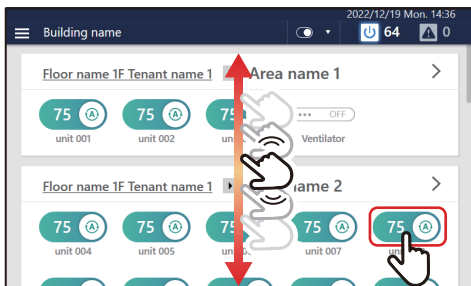 2022/12/19 Mon. 14:36
Building name 64 0
Floor name 1F Tenant name 1 Area name 1
75 A 75 A 75 OFF
unit 001 unit 002 Ventilator
Floor name 1F Tenant name 1 name 2
75 A 75 A 75 75 A 75 A
unit 004 unit 005 unit 007